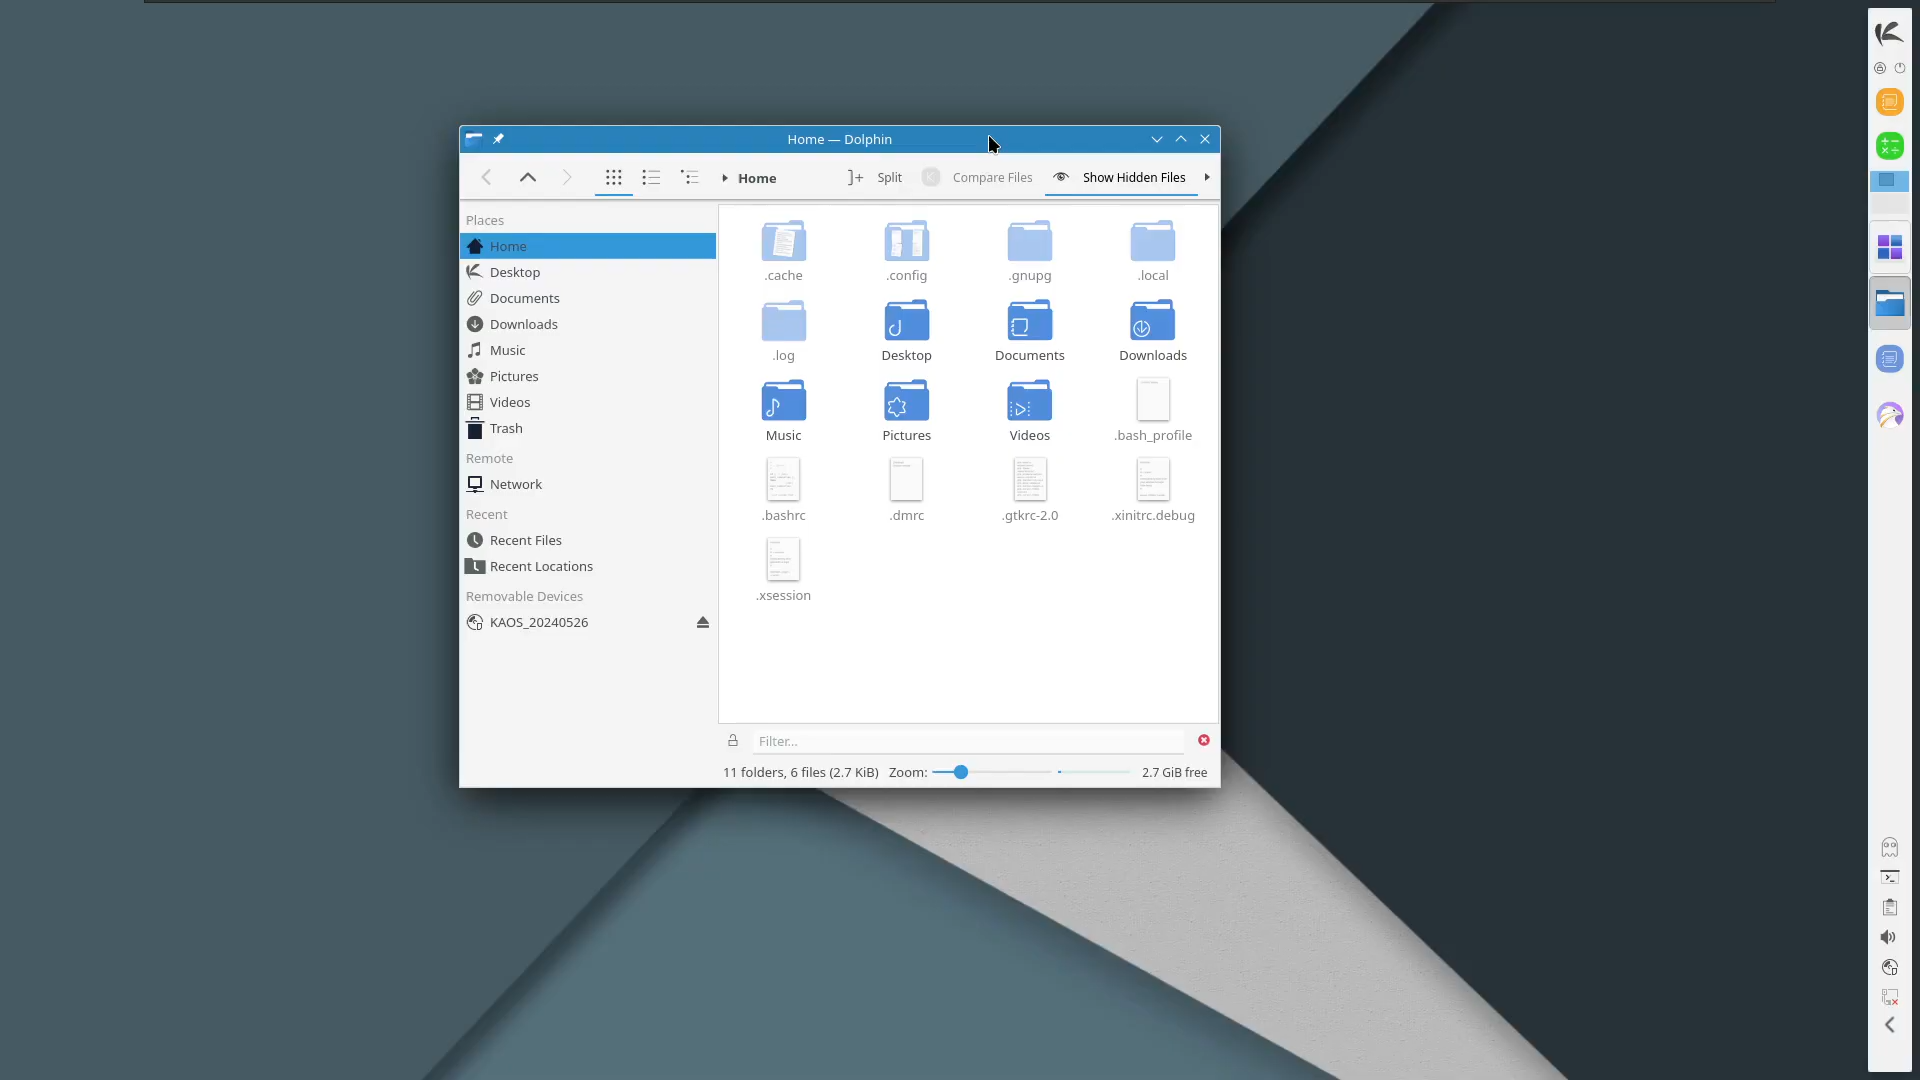 Home — Dolphin
Home
Split
Compare Files
Show Hidden Files
Places
Home
Desktop
Documents
Downloads
Music
Pictures
Videos
Trash
Remote
Network
Recent
Recent Files
Recent Locations
Removable Devices
KAOS_20240526
.cache
.config
.gnupg
.local
.log
Desktop
Documents
Downloads
Music
Pictures
Videos
.bash_profile
.bashrc
.dmrc
.gtkrc-2.0
.xinitrc.debug
.xsession
Filter...
11 folders, 6 files (2.7 KiB)
Zoom:
2.7 GiB free